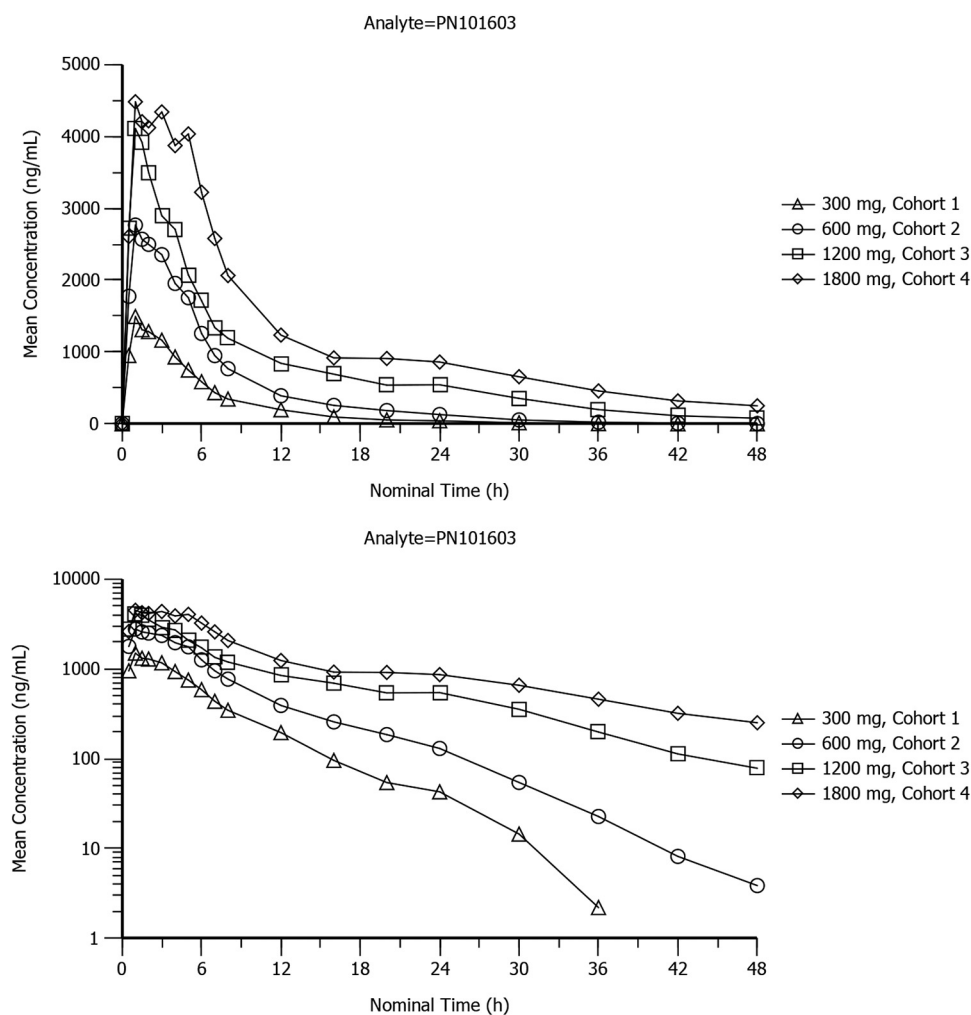 Analyte=PN101603
5000
4000
3000
2000
1000
0
Mean Concentration (ng/mL)
0 6 12 18 24 30 36 42 48
Nominal Time (h)
300 mg, Cohort 1
600 mg, Cohort 2
1200 mg, Cohort 3
1800 mg, Cohort 4
Analyte=PN101603
10000
1000
100
10
1
Mean Concentration (ng/mL)
0 6 12 18 24 30 36 42 48
Nominal Time (h)
300 mg, Cohort 1
600 mg, Cohort 2
1200 mg, Cohort 3
1800 mg, Cohort 4